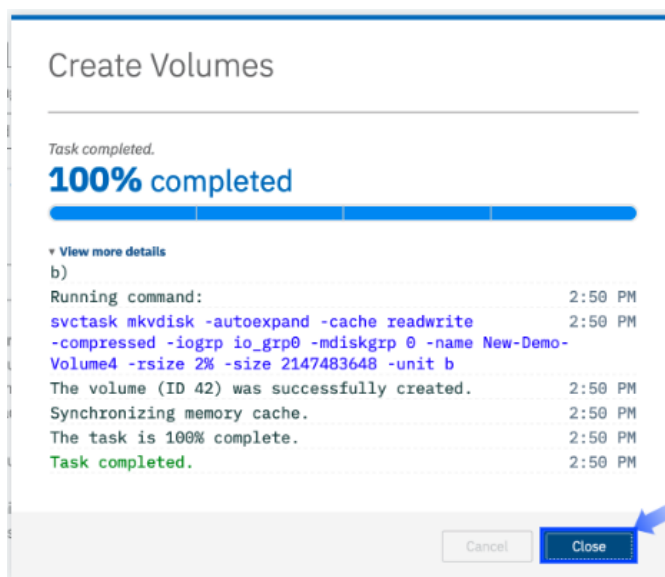 Create Volumes
Task completed.
100% completed
▾ View more details
b)
Running command: 2:50 PM
svctask mkvdisk -autoexpand -cache readwrite 2:50 PM
-compressed -iogrp io_grp0 -mdiskgrp 0 -name New-Demo-
Volume4 -rsize 2% -size 2147483648 -unit b
The volume (ID 42) was successfully created. 2:50 PM
Synchronizing memory cache. 2:50 PM
The task is 100% complete. 2:50 PM
Task completed. 2:50 PM
Cancel Close